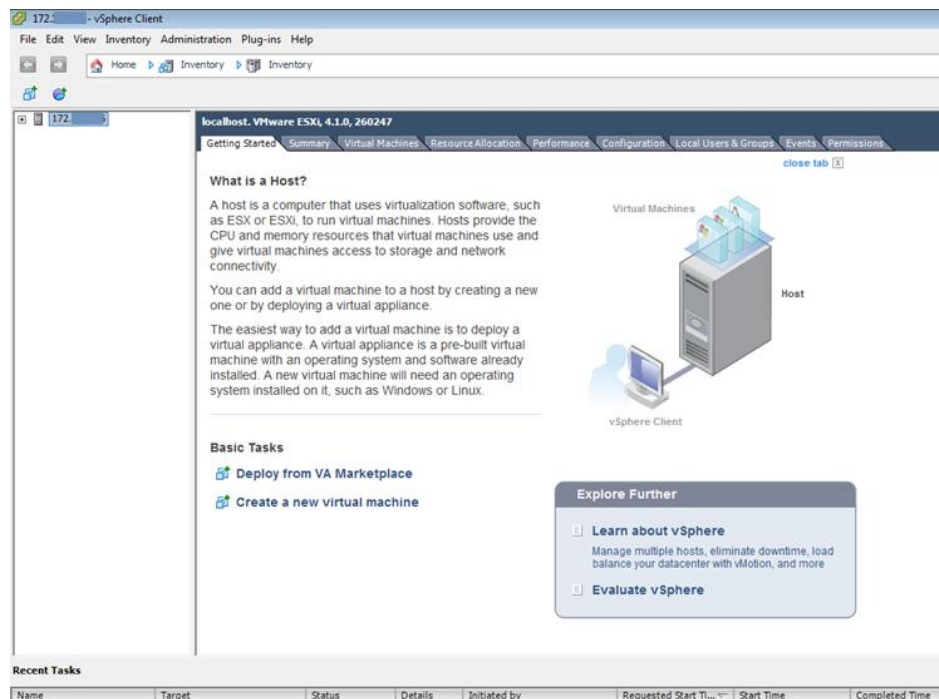 172. - vSphere Client
File Edit View Inventory Administration Plug-ins Help
Home Inventory Inventory
172.
localhost. VMware ESXi, 4.1.0, 260247
Getting Started Summary Virtual Machines Resource Allocation Performance Configuration Local Users & Groups Events Permissions
close tab
What is a Host?
A host is a computer that uses virtualization software, such
as ESX or ESXi, to run virtual machines. Hosts provide the
CPU and memory resources that virtual machines use and
give virtual machines access to storage and network
connectivity.
You can add a virtual machine to a host by creating a new
one or by deploying a virtual appliance.
The easiest way to add a virtual machine is to deploy a
virtual appliance. A virtual appliance is a pre-built virtual
machine with an operating system and software already
installed. A new virtual machine will need an operating
system installed on it, such as Windows or Linux.
Virtual Machines
Host
vSphere Client
Basic Tasks
Deploy from VA Marketplace
Create a new virtual machine
Explore Further
Learn about vSphere
Manage multiple hosts, eliminate downtime, load
balance your datacenter with vMotion, and more
Evaluate vSphere
Recent Tasks
Name Target Status Details Initiated by Requested Start Ti... Start Time Completed Time